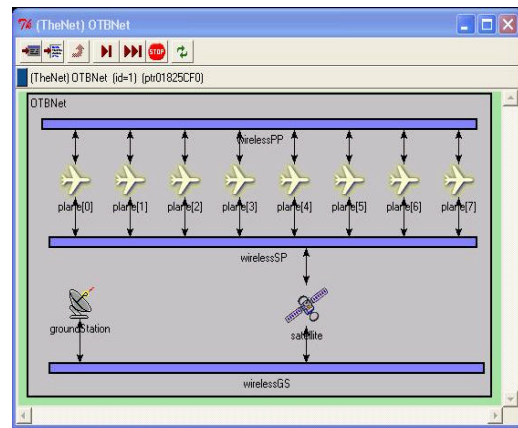 (TheNet) OTBNet
STOP
(TheNet) OTBNet (id=1) (ptr01825CF0)
OTBNet
wirelessPP
plane[0] plane[1] plane[2] plane[3] plane[4] plane[5] plane[6] plane[7]
wirelessSP
groundStation
satellite
wirelessGS